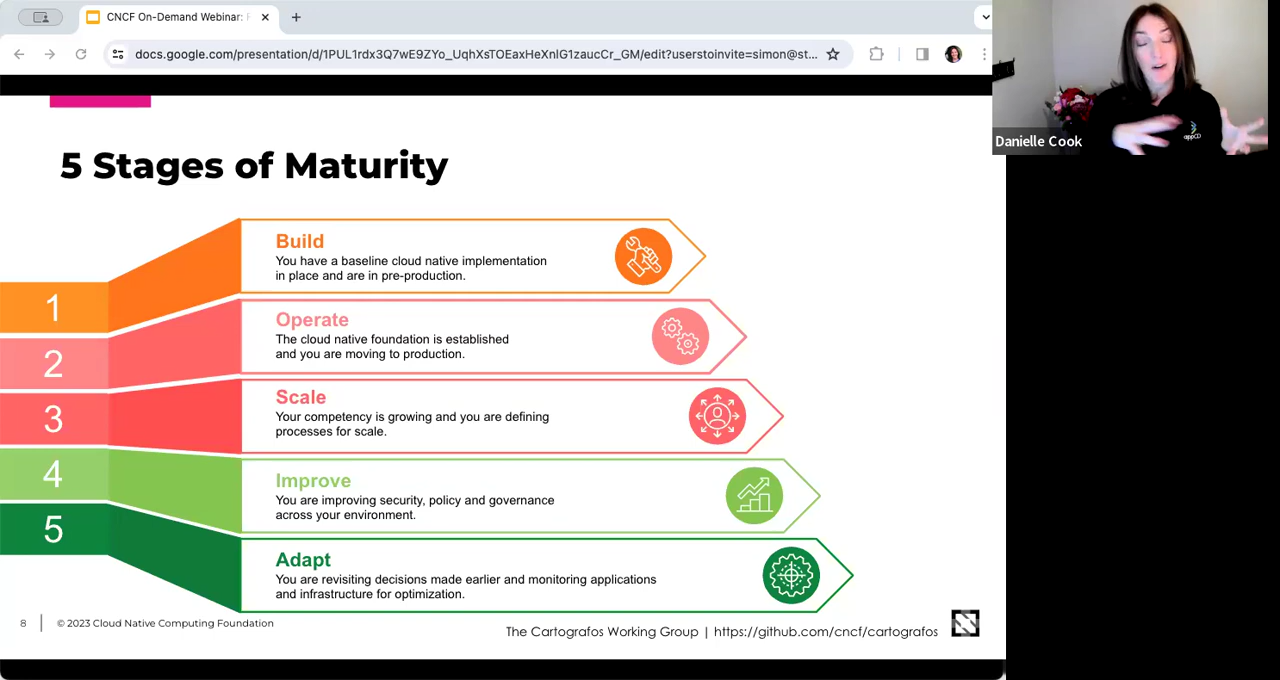 CNCF On-Demand Webinar:
docs.google.com/presentation/d/1PUL1rdx3Q7wE9ZYo_UqhXsTOEaxHeXnlG1zaucCr_GM/edit?userstoinvite=simon@st...
Danielle Cook
appCD
5 Stages of Maturity
1
Build
You have a baseline cloud native implementation
in place and are in pre-production.
2
Operate
The cloud native foundation is established
and you are moving to production.
3
Scale
Your competency is growing and you are defining
processes for scale.
4
Improve
You are improving security, policy and governance
across your environment.
5
Adapt
You are revisiting decisions made earlier and monitoring applications
and infrastructure for optimization.
8
© 2023 Cloud Native Computing Foundation
The Cartografos Working Group | https://github.com/cncf/cartografos